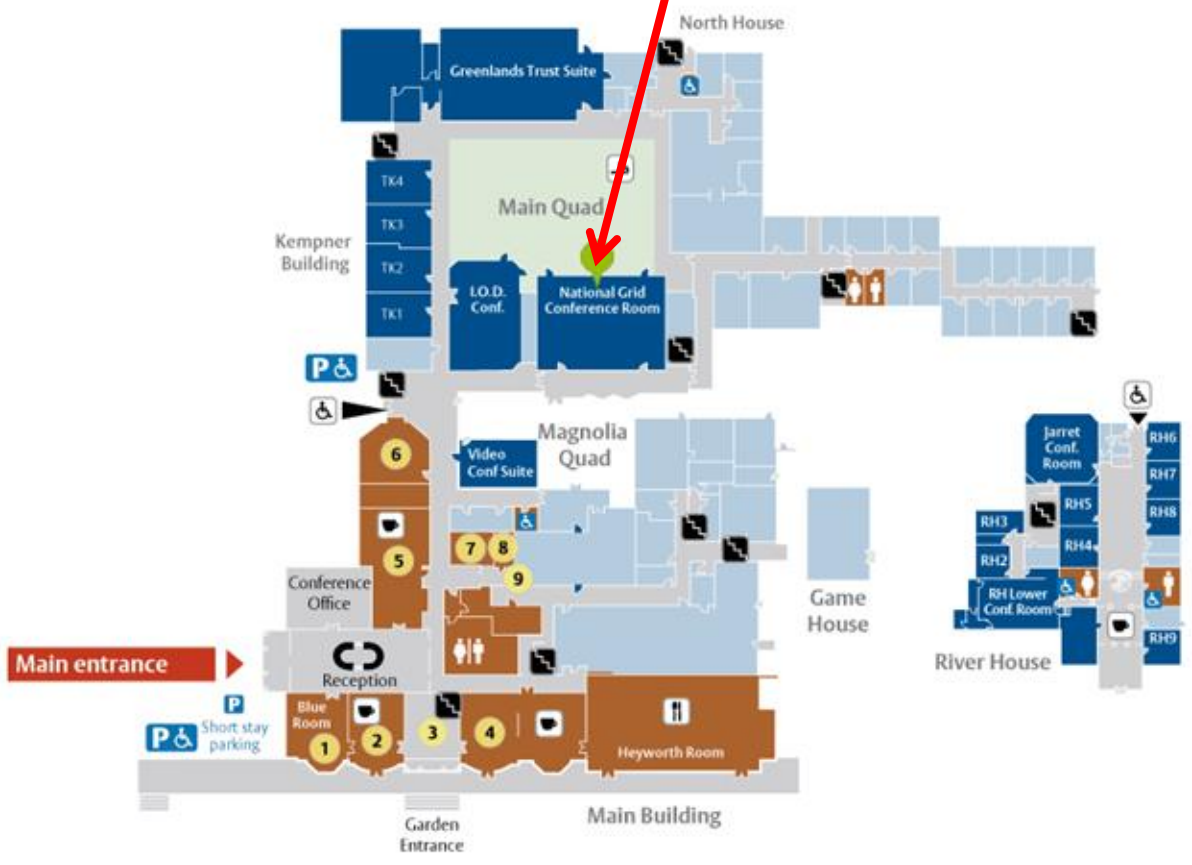 North House
Greenlands Trust Suite
TK4
Main Quad
TK3
Kempner
Building
TK2
I.O.D.
Conf.
National Grid
Conference Room
TK1
P
6
Video
Conf Suite
Magnolia
Quad
Jarret
Conf.
Room
RH6
RH7
RH5
RH8
RH3
RH4
RH2
5
7
8
9
Conference
Office
Game
House
RH Lower
Conf. Room
River House
RH9
Main entrance
Reception
P
Short stay
parking
P
Blue
Room
1
2
3
4
Heyworth Room
Main Building
Garden
Entrance